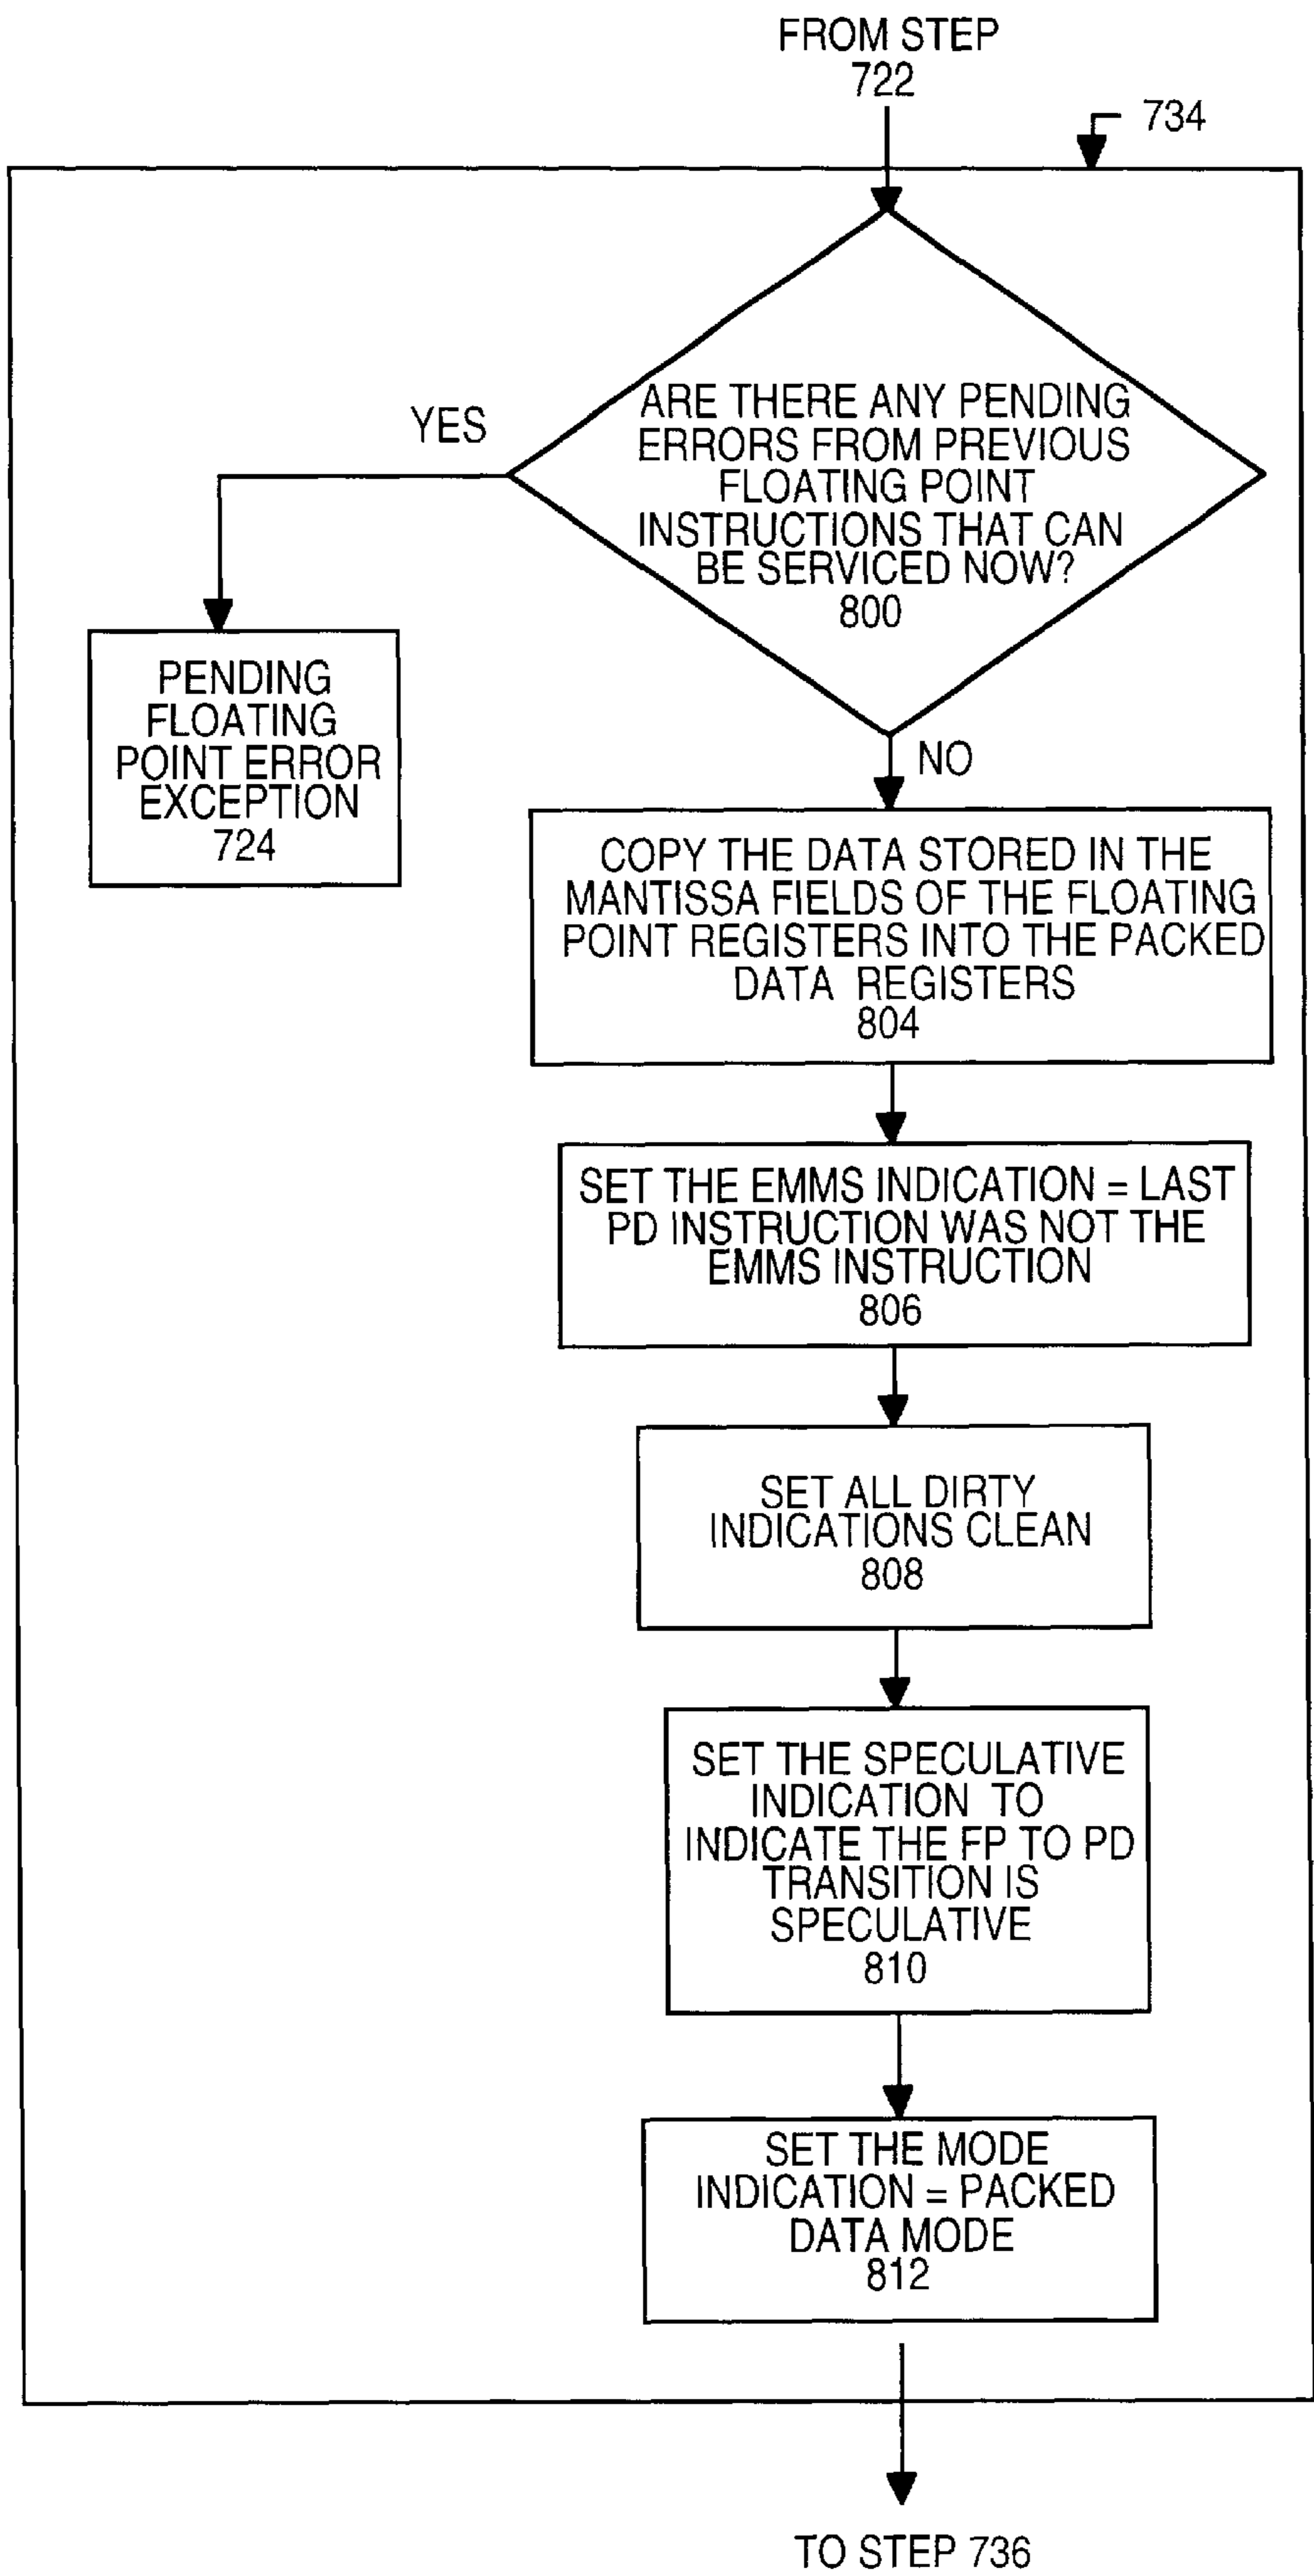 FROM STEP
722
734
ARE THERE ANY PENDING
ERRORS FROM PREVIOUS
FLOATING POINT
INSTRUCTIONS THAT CAN
BE SERVICED NOW?
800
YES
PENDING
FLOATING
POINT ERROR
EXCEPTION
724
NO
COPY THE DATA STORED IN THE
MANTISSA FIELDS OF THE FLOATING
POINT REGISTERS INTO THE PACKED
DATA REGISTERS
804
SET THE EMMS INDICATION = LAST
PD INSTRUCTION WAS NOT THE
EMMS INSTRUCTION
806
SET ALL DIRTY
INDICATIONS CLEAN
808
SET THE SPECULATIVE
INDICATION TO
INDICATE THE FP TO PD
TRANSITION IS
SPECULATIVE
810
SET THE MODE
INDICATION = PACKED
DATA MODE
812
TO STEP 736